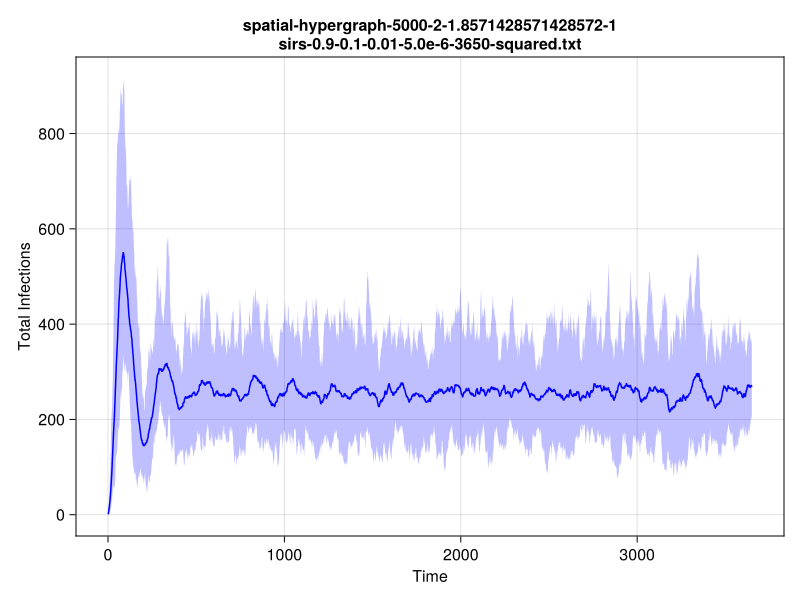 spatial-hypergraph-5000-2-1.8571428571428572-1
sirs-0.9-0.1-0.01-5.0e-6-3650-squared.txt
Total Infections
800
600
400
200
0
0 1000 2000 3000
Time